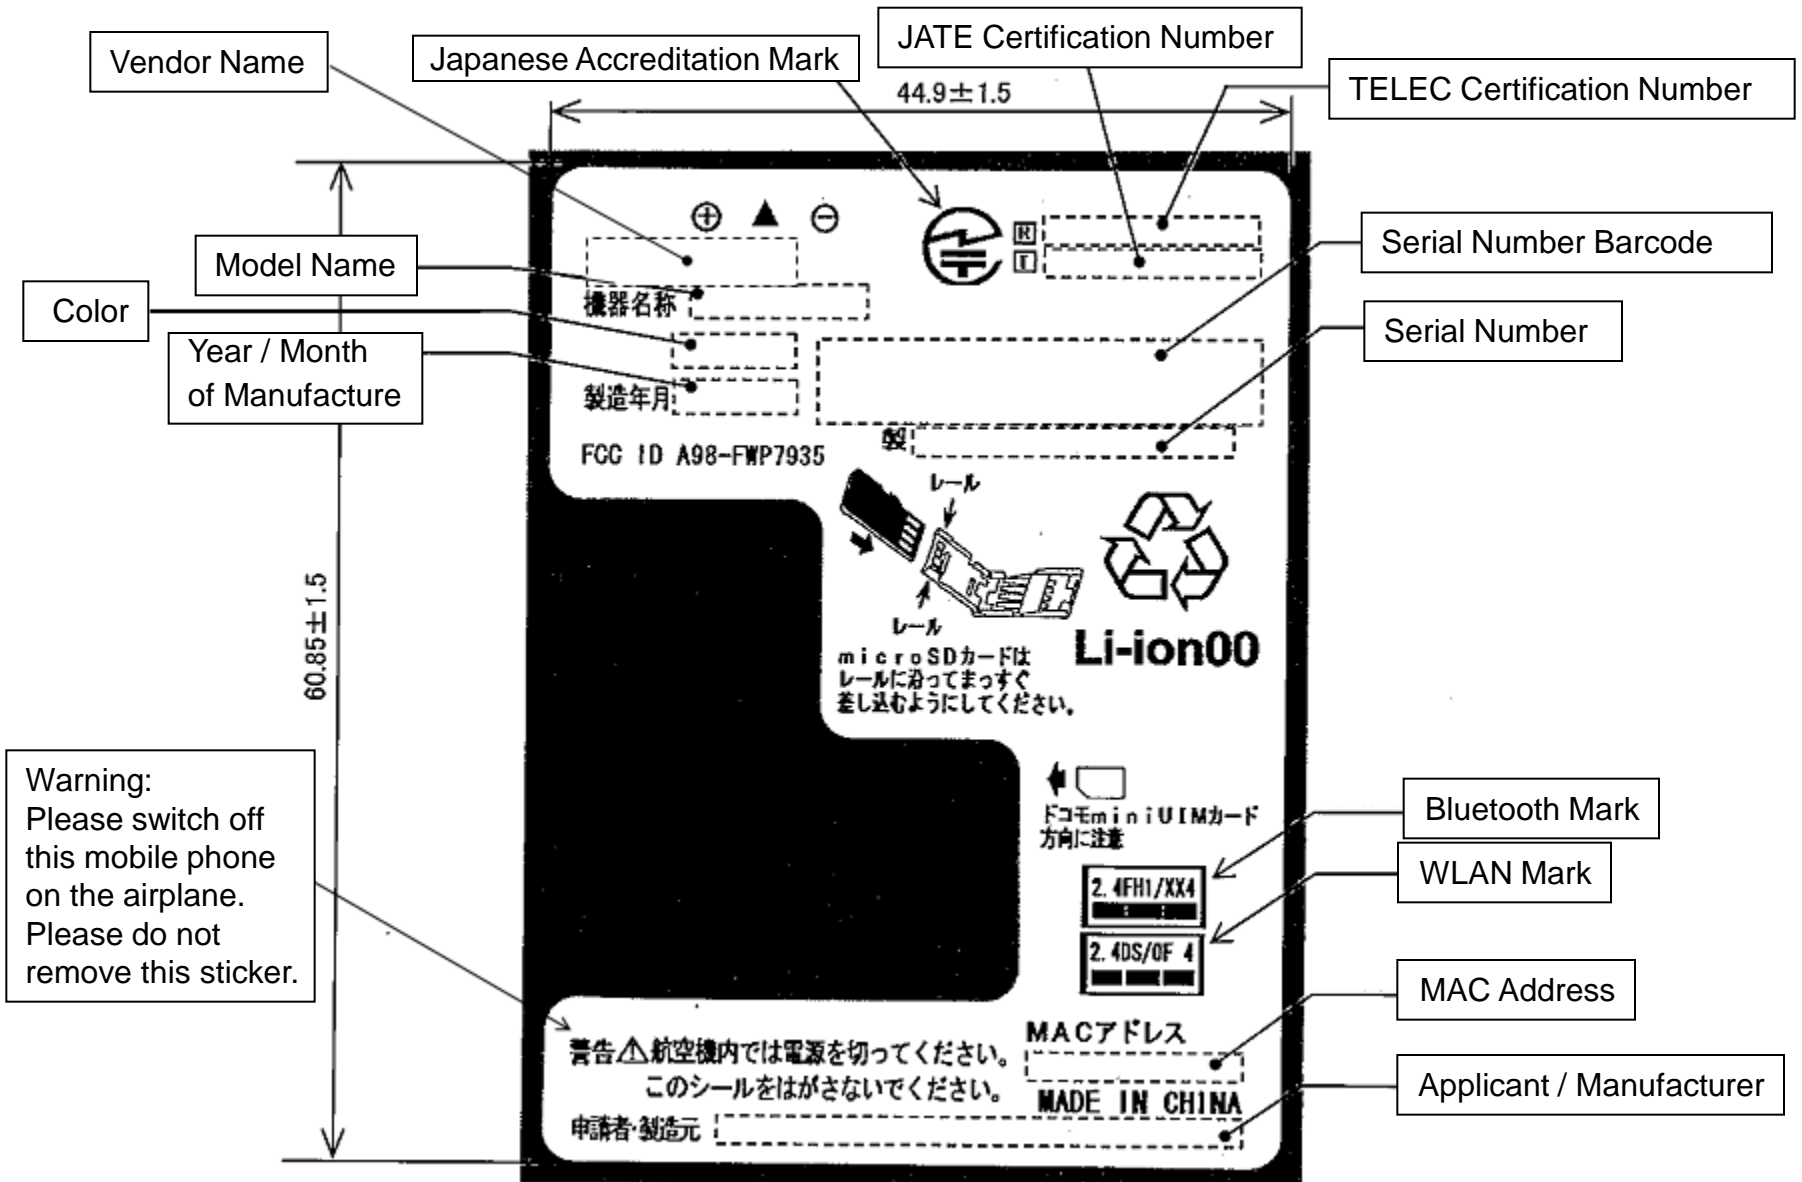 JATE Certification Number
Vendor Name
Japanese Accreditation Mark
TELEC Certification Number
44.9±1.5
⊕ ▲ ⊖
R
T
Serial Number Barcode
Model Name
機器名称
Color
Serial Number
Year / Month
of Manufacture
製造年月
製
FCC ID A98-FWP7935
レール
レール
60.85±1.5
Li-ion00
microSDカードは
レールに沿ってまっすぐ
差し込むようにしてください。
Warning:
Please switch off
this mobile phone
on the airplane.
Please do not
remove this sticker.
ドコモminiUIMカード
方向に注意
Bluetooth Mark
2.4FH1/XX4
WLAN Mark
2.4DS/OF 4
MAC Address
MACアドレス
警告⚠航空機内では電源を切ってください。
このシールをはがさないでください。
MADE IN CHINA
Applicant / Manufacturer
申請者・製造元